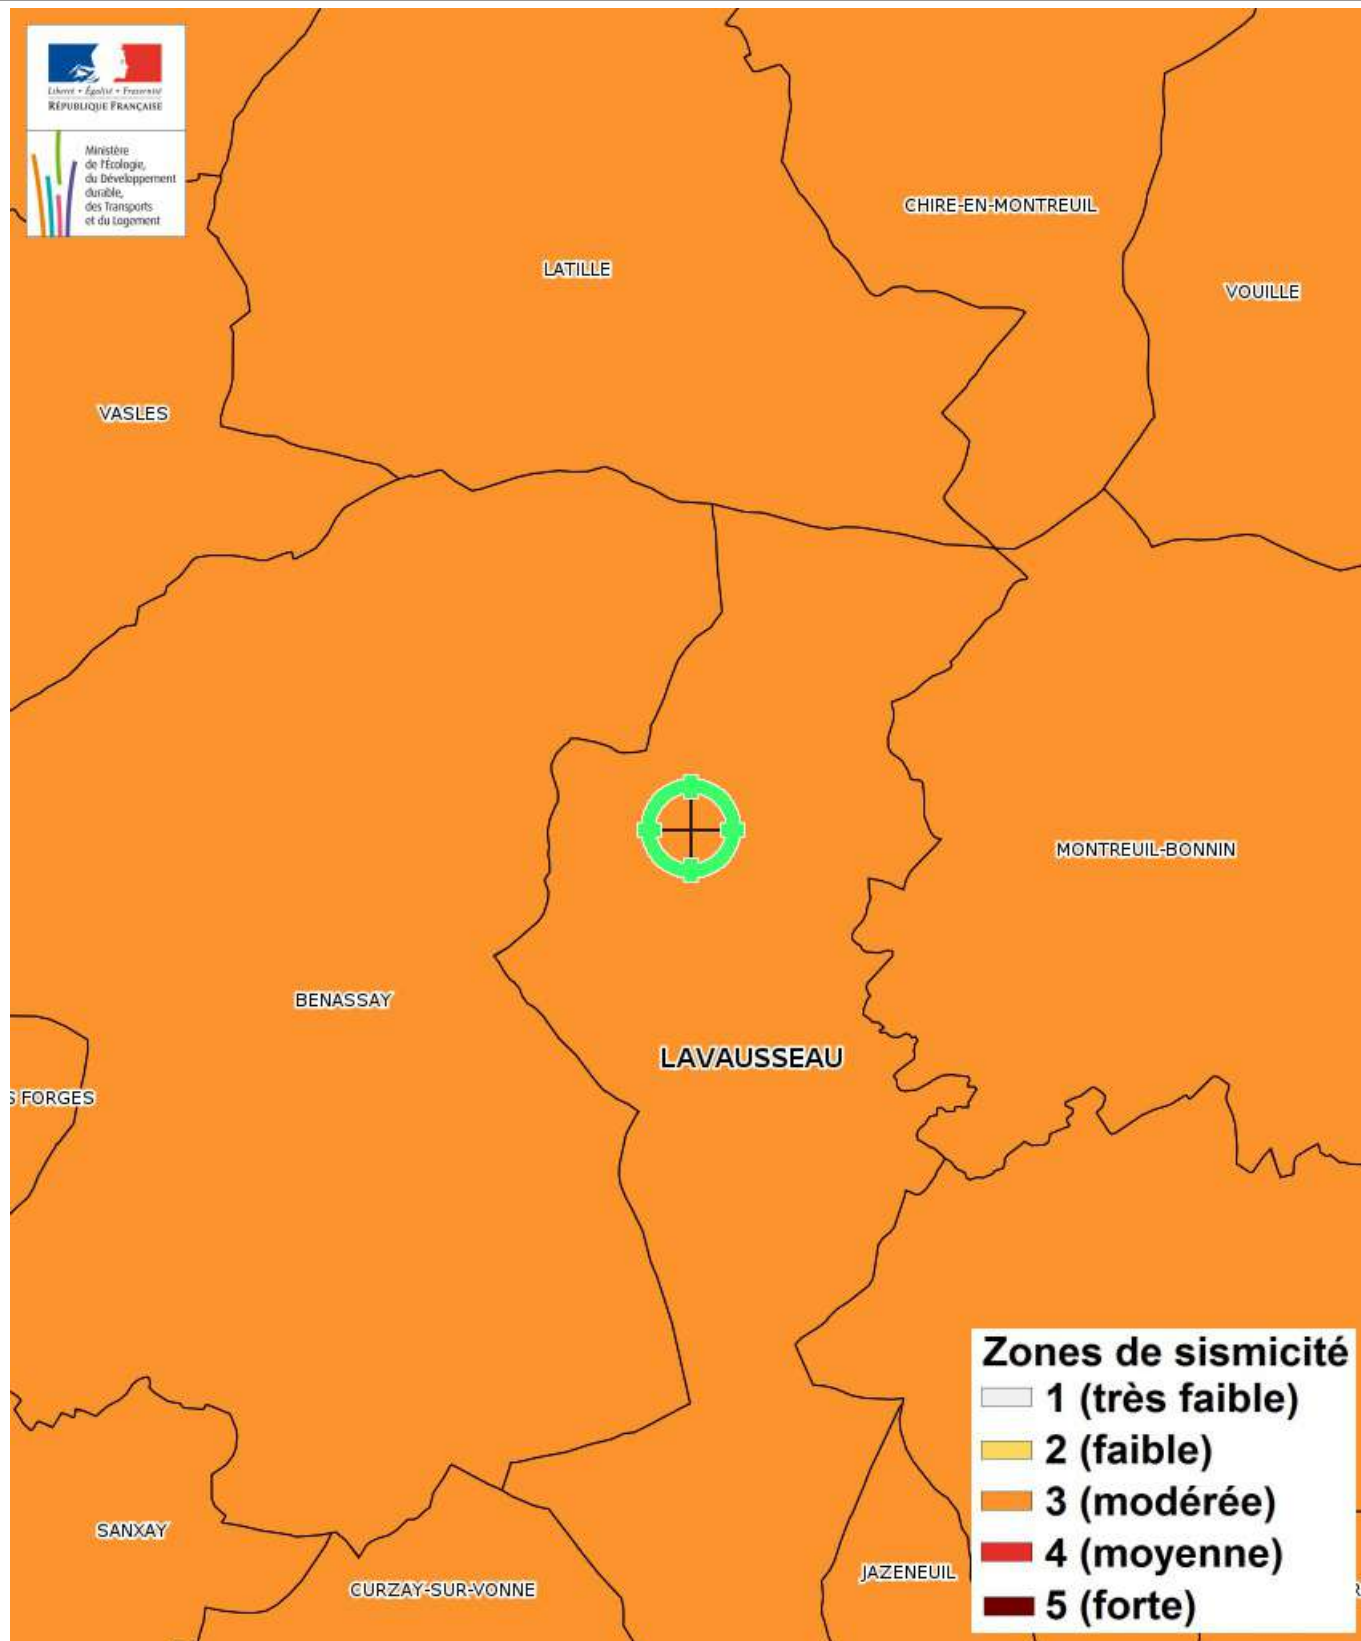 Liberté • Égalité • Fraternité
RÉPUBLIQUE FRANÇAISE
Ministère
de l'Écologie,
du Développement
durable,
des Transports
et du Logement
CHIRE-EN-MONTREUIL
LATILLE
VOUILLE
VASLES
MONTREUIL-BONNIN
BENASSAY
LAVAUSSEAU
S FORGES
Zones de sismicité
1 (très faible)
2 (faible)
3 (modérée)
4 (moyenne)
5 (forte)
SANXAY
JAZENEUIL
CURZAY-SUR-VONNE